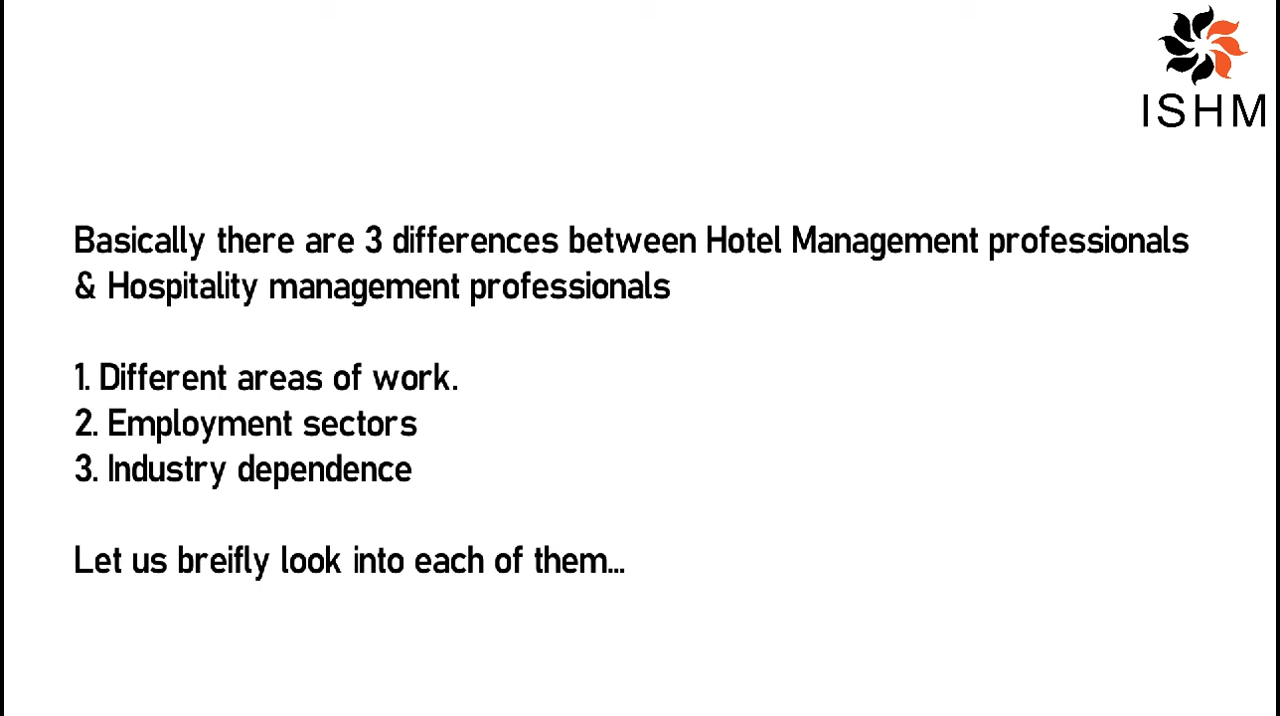 ISHM
Basically there are 3 differences between Hotel Management professionals
& Hospitality management professionals
1. Different areas of work.
2. Employment sectors
3. Industry dependence
Let us breifly look into each of them...